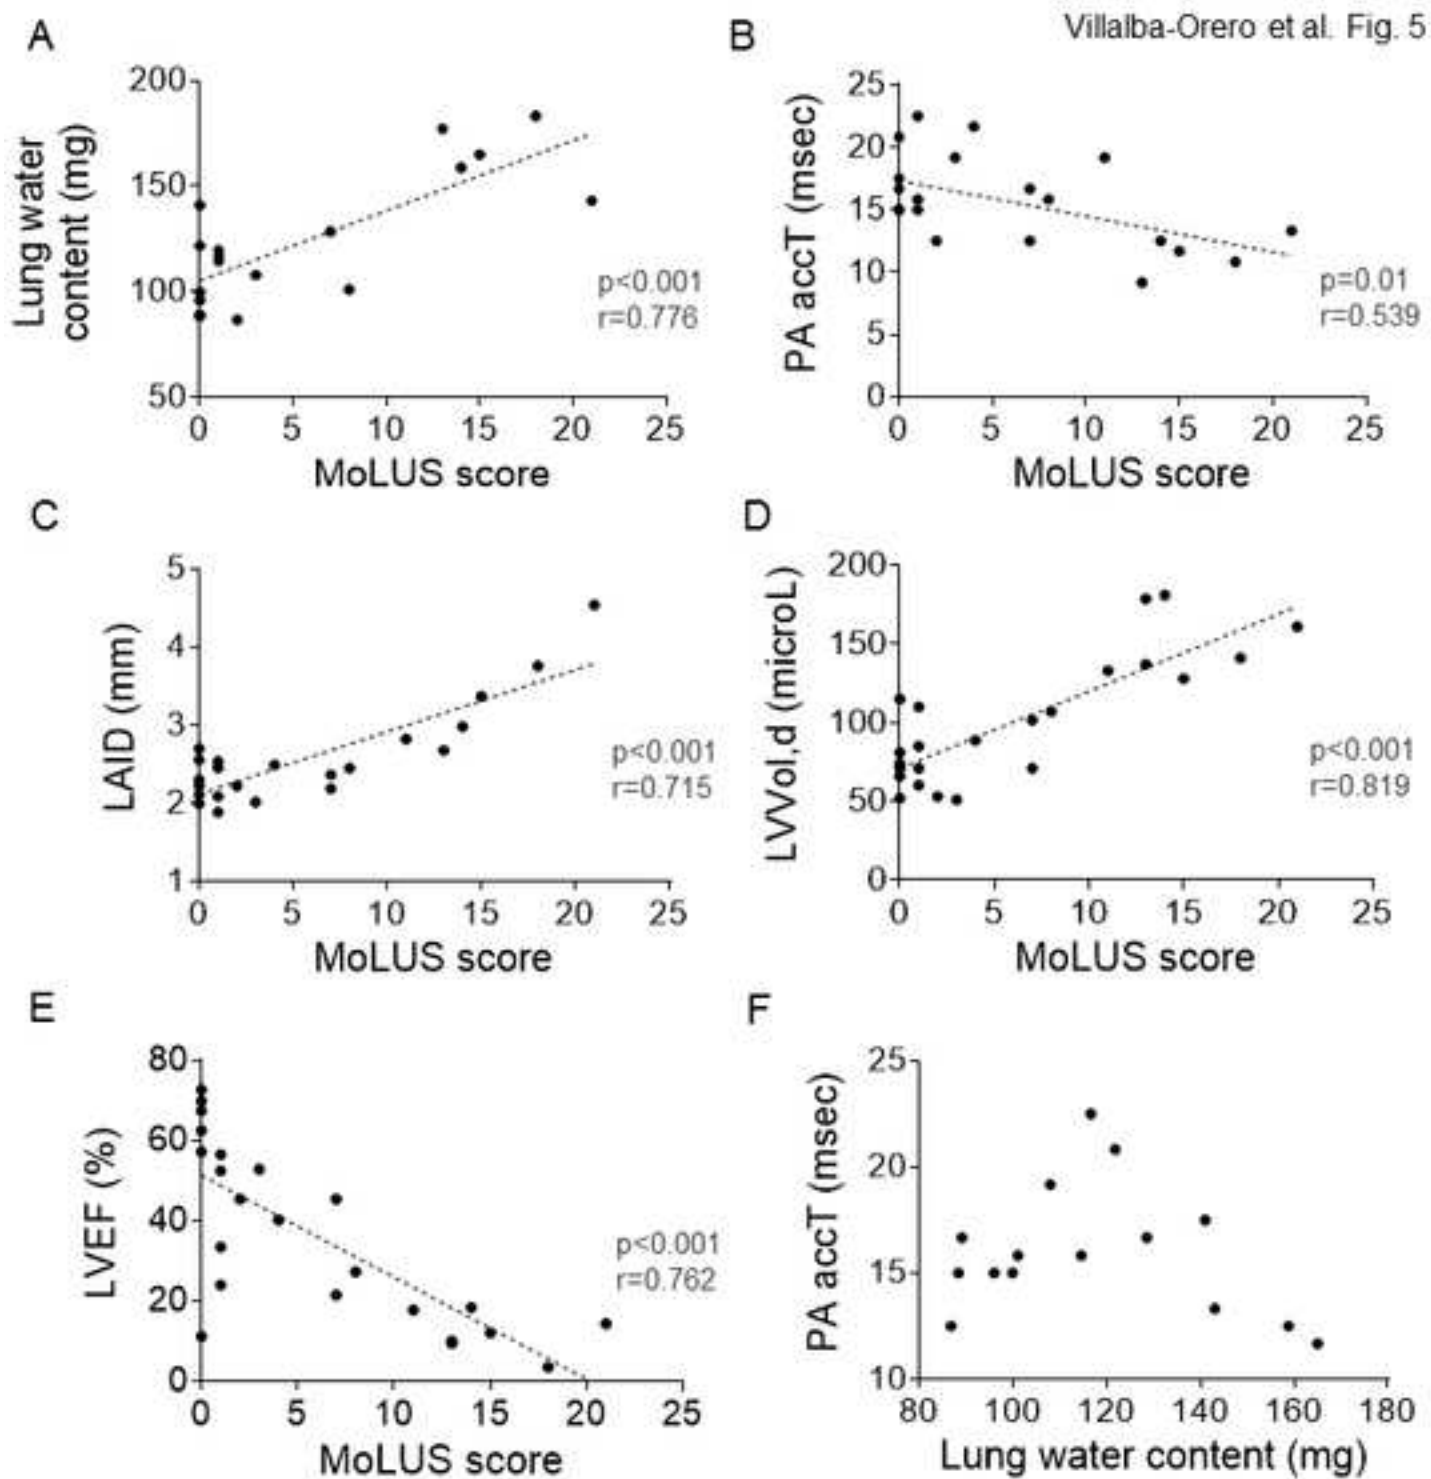 Villalba-Orero et al. Fig. 5
A
Lung water
content (mg)
200
150
100
50
0 5 10 15 20 25
MoLUS score
p<0.001
r=0.776
B
PA accT (msec)
25
20
15
10
5
0
0 5 10 15 20 25
MoLUS score
p=0.01
r=0.539
C
LAID (mm)
5
4
3
2
1
0 5 10 15 20 25
MoLUS score
p<0.001
r=0.715
D
LVVol,d (microL)
200
150
100
50
0
0 5 10 15 20 25
MoLUS score
p<0.001
r=0.819
E
LVEF (%)
80
60
40
20
0
0 5 10 15 20 25
MoLUS score
p<0.001
r=0.762
F
PA accT (msec)
25
20
15
10
80 100 120 140 160 180
Lung water content (mg)